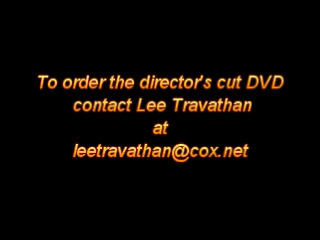 To order the director's cut DVD
contact Lee Travathan
at
leetravathan@cox.net